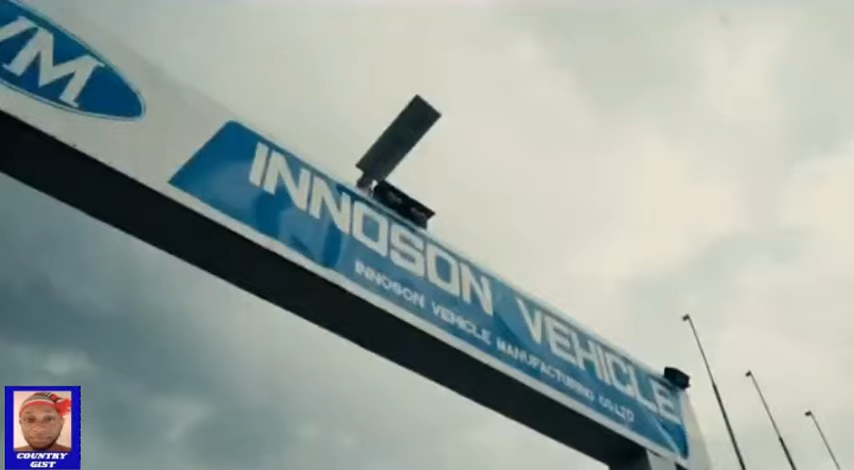 VM
INNOSON VEHICLE
INNOSON VEHICLE MANUFACTURING CO. LTD
COUNTRY
GIST